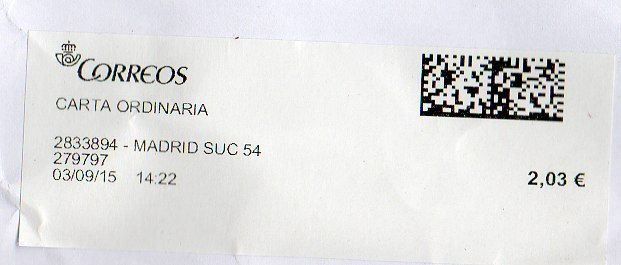 CORREOS
CARTA ORDINARIA
2833894 - MADRID SUC 54
279797
03/09/15 14:22
2,03 €